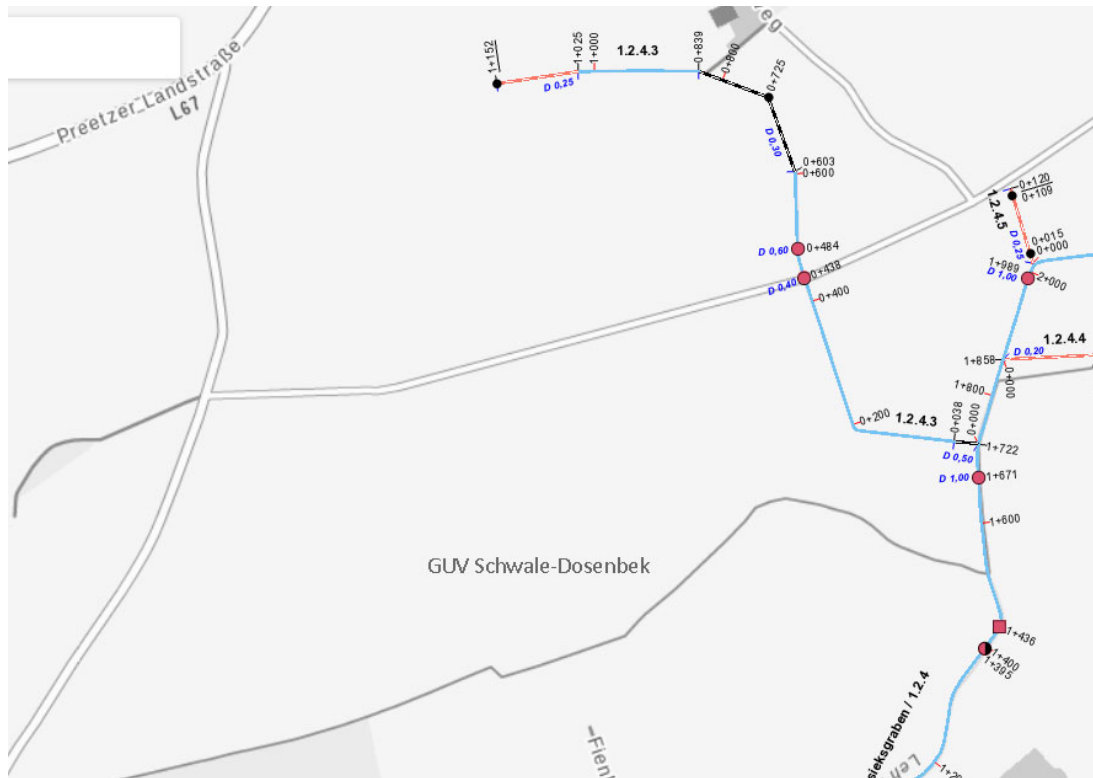 Preetzer Landstraße
L67
1+152
D 0,25
1+025
1+000
1.2.4.3
0+839
0+800
0+725
D 0,30
0+603
0+600
D 0,60
0+484
D 0,40
0+438
0+400
0+200
1.2.4.3
0+038
0+000
D 0,50
1+722
D 1,00
1+671
1+600
0+120
0+109
1.2.4.5
D 0,25
0+015
0+000
1+989
2+000
D 1,00
D 0,20
1.2.4.4
1+858
0+000
1+800
GUV Schwale-Dosenbek
1+436
1+400
1+395
sieksgraben / 1.2.4